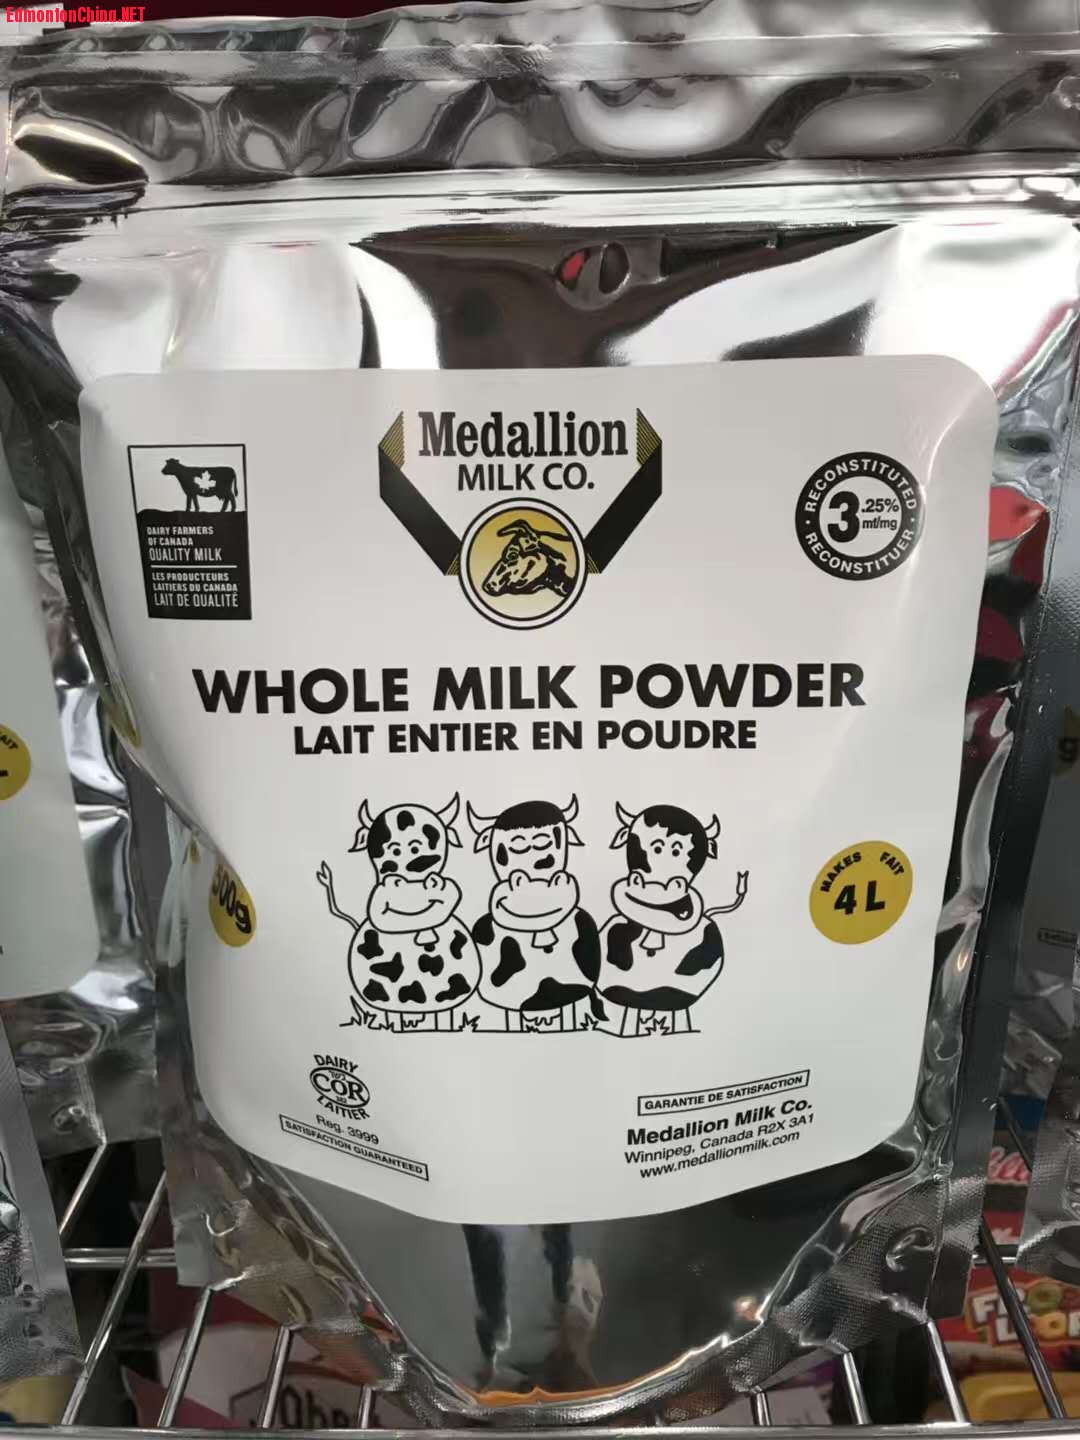 EdmontonChina.NET
Medallion
MILK CO.
DAIRY FARMERS
OF CANADA
QUALITY MILK
LES PRODUCTEURS
LAITIERS DU CANADA
LAIT DE QUALITÉ
RECONSTITUTED
3.25%
mf/mg
RECONSTITUER
WHOLE MILK POWDER
LAIT ENTIER EN POUDRE
500g
MAKES FAIT
4 L
DAIRY
COR
LAITIER
Reg. 3999
SATISFACTION GUARANTEED
GARANTIE DE SATISFACTION
Medallion Milk Co.
Winnipeg, Canada R2X 3A1
www.medallionmilk.com